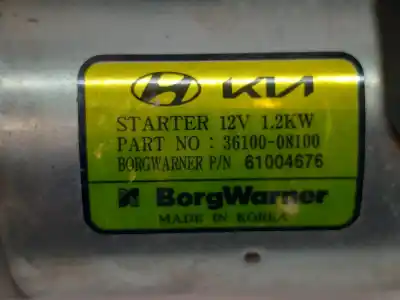 KIA
STARTER 12V 1.2KW
PART NO : 36100-08100
BORGWARNER P/N 61004676
BorgWarner
MADE IN KOREA